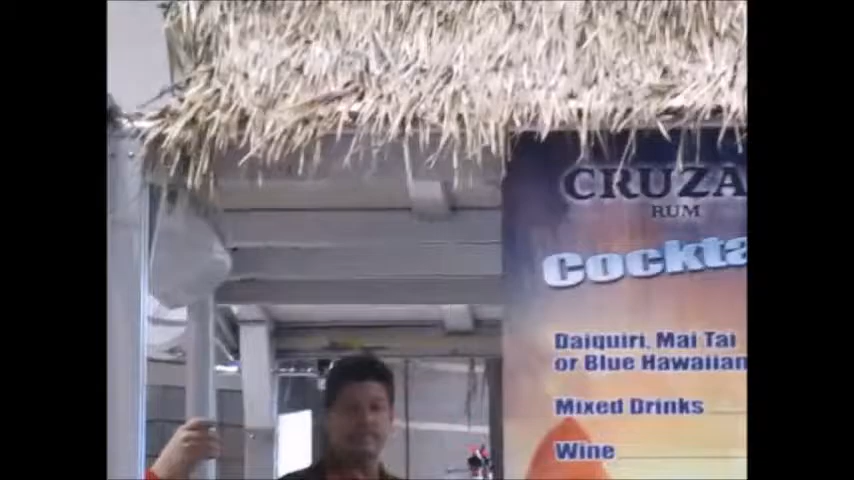 CRUZA
RUM
Cockta
Daiquiri, Mai Tai
or Blue Hawaiian
Mixed Drinks
Wine